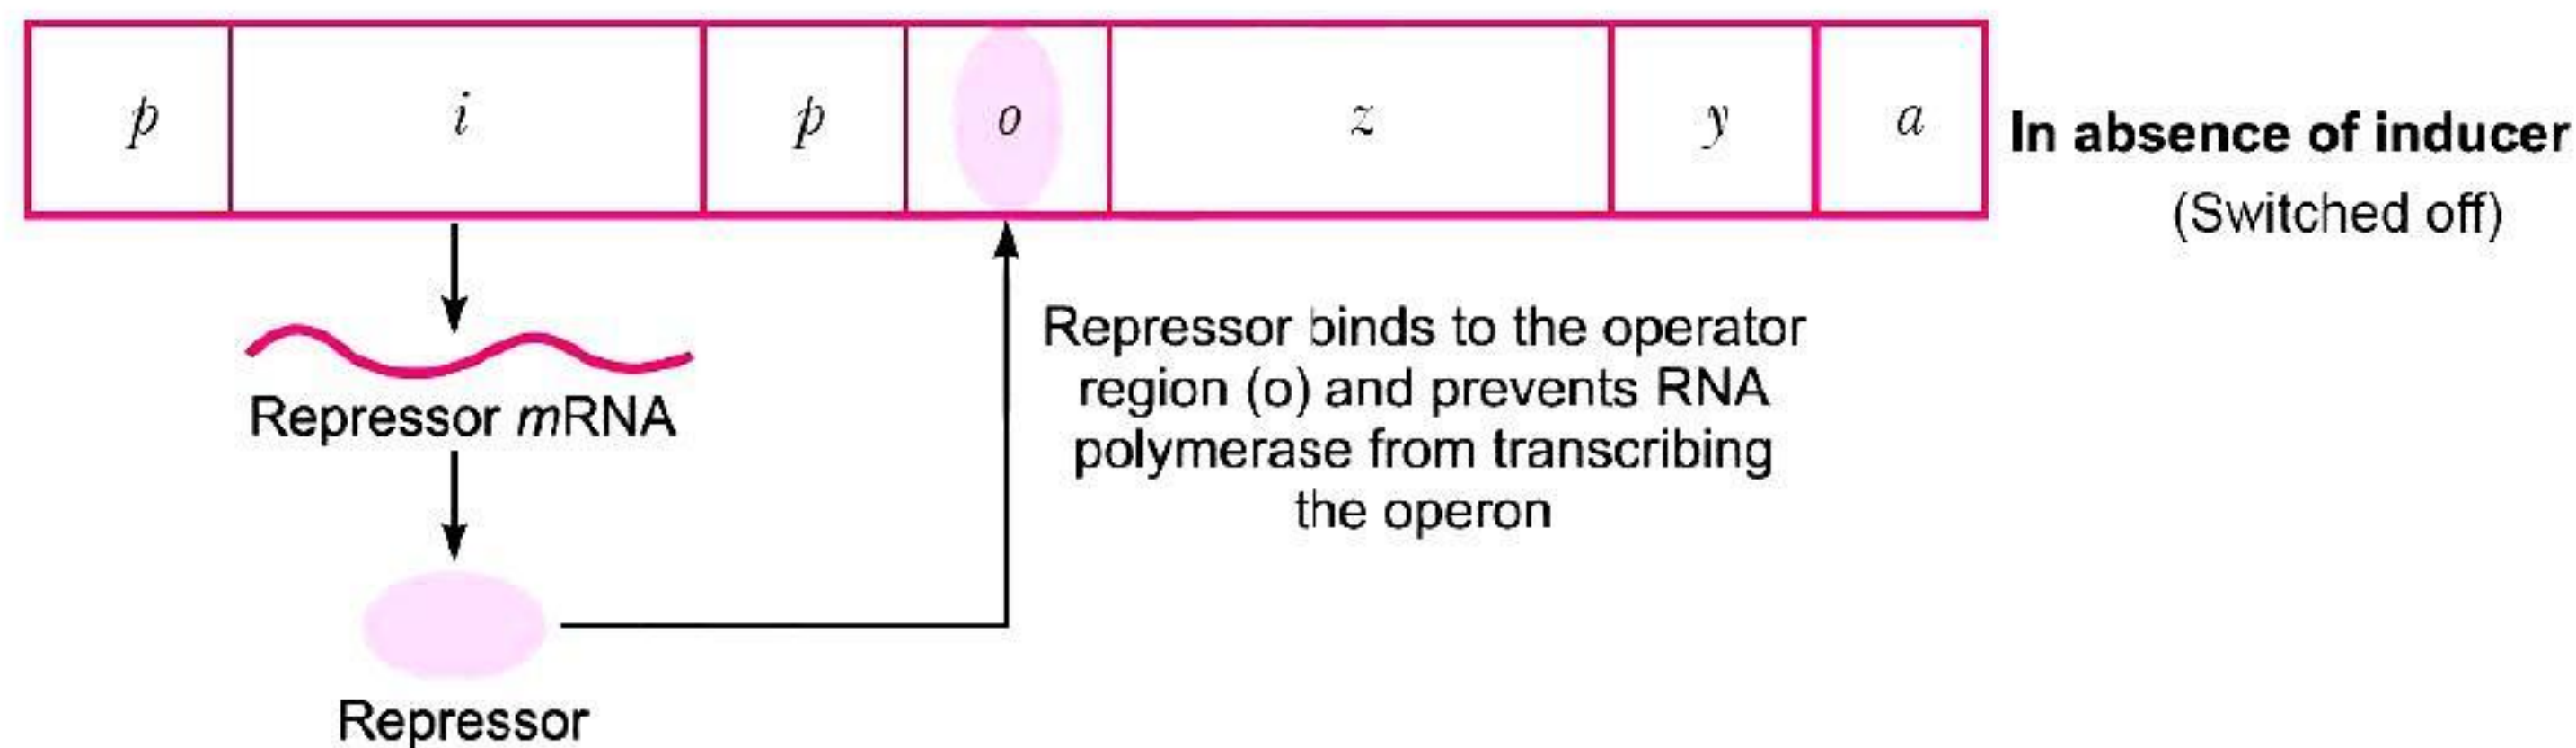 p i p o z y a
In absence of inducer
(Switched off)
Repressor binds to the operator
region (o) and prevents RNA
polymerase from transcribing
the operon
Repressor mRNA
Repressor